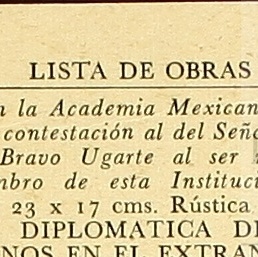 LISTA DE OBRAS
la Academia Mexican
contestación al del Seño
Bravo Ugarte al ser
mbro de esta Instituci
23 x 17 cms. Rústica
DIPLOMATICA D
NOS EN EL EXTRAN